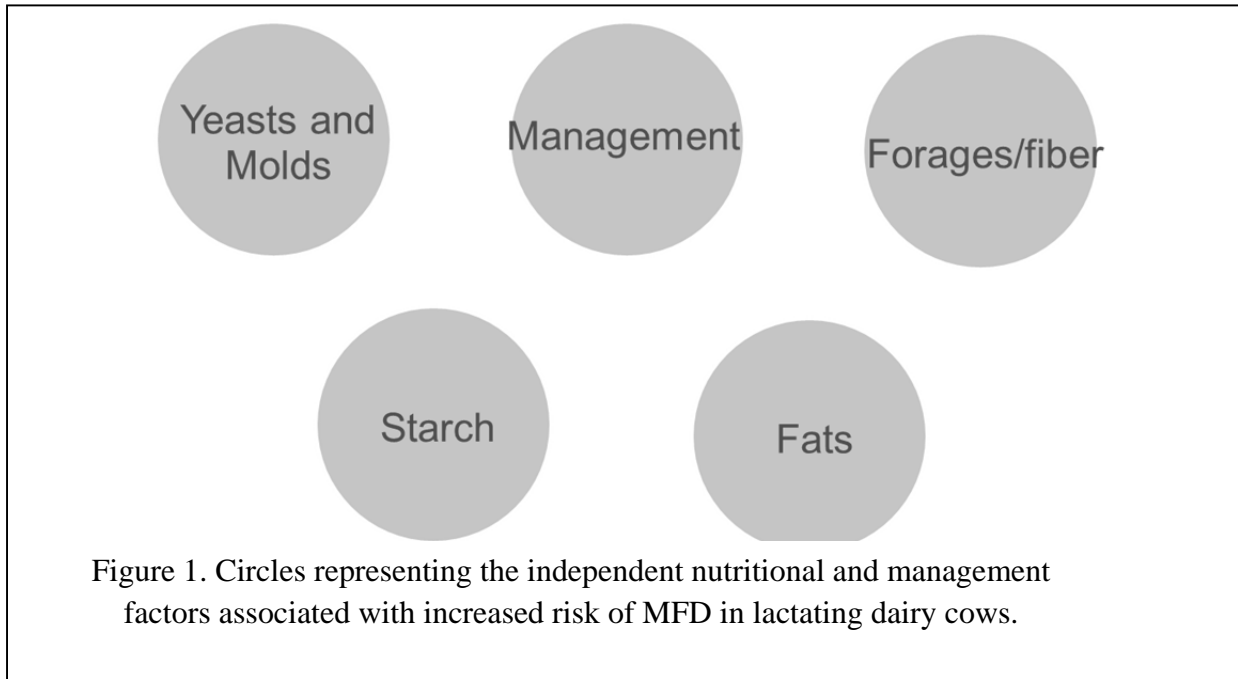 Yeasts and
Molds
Management
Forages/fiber
Starch
Fats
Figure 1. Circles representing the independent nutritional and management
factors associated with increased risk of MFD in lactating dairy cows.